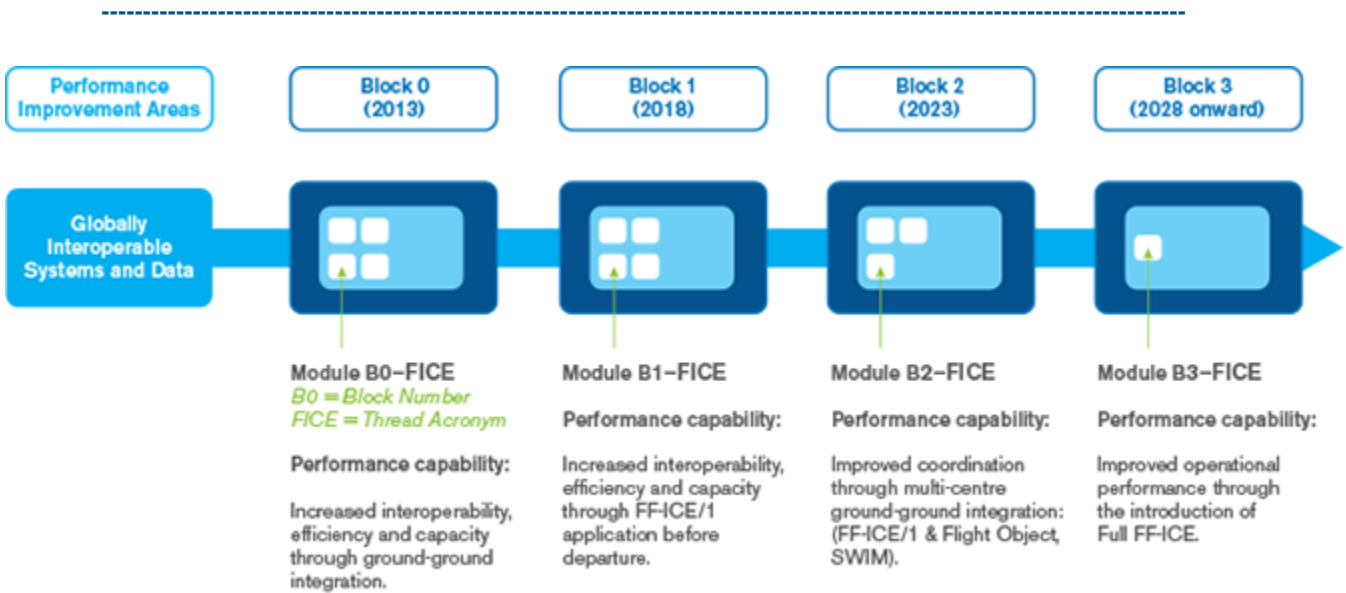 Performance
Improvement Areas
Block 0
(2013)
Block 1
(2018)
Block 2
(2023)
Block 3
(2028 onward)
Globally
Interoperable
Systems and Data
Module B0–FICE
B0 = Block Number
FICE = Thread Acronym
Performance capability:
Increased interoperability,
efficiency and capacity
through ground-ground
integration.
Module B1–FICE
Performance capability:
Increased interoperability,
efficiency and capacity
through FF-ICE/1
application before
departure.
Module B2–FICE
Performance capability:
Improved coordination
through multi-centre
ground-ground integration:
(FF-ICE/1 & Flight Object,
SWIM).
Module B3–FICE
Performance capability:
Improved operational
performance through
the introduction of
Full FF-ICE.